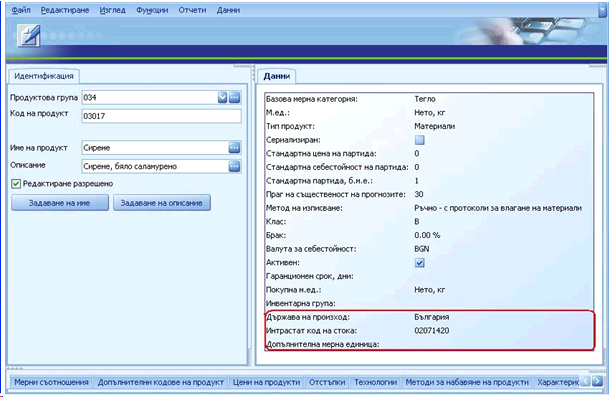 Файл Редактиране Изглед Функции Отчети Данни
Идентификация
Продуктова група 034
Код на продукт 03017
Име на продукт Сирене
Описание Сирене, бяло саламурено
Редактиране разрешено
Задаване на име Задаване на описание
Данни
Базова мерна категория: Тегло
М.ед.: Нето, кг
Тип продукт: Материали
Сериализиран:
Стандартна цена на партида: 0
Стандартна себестойност на партида: 0
Стандартна партида, б.м.е.: 1
Праг на същественост на прогнозите: 30
Метод на изписване: Ръчно - с протоколи за влагане на материали
Клас: B
Брак: 0.00 %
Валута за себестойност: BGN
Активен:
Гаранционен срок, дни:
Покупна м.ед.: Нето, кг
Инвентарна група:
Държава на произход: България
Интрастат код на стока: 02071420
Допълнителна мерна единица:
Мерни съотношения Допълнителни кодове на продукт Цени на продукти Отстъпки Технологии Методи за набавяне на продукти Характерис